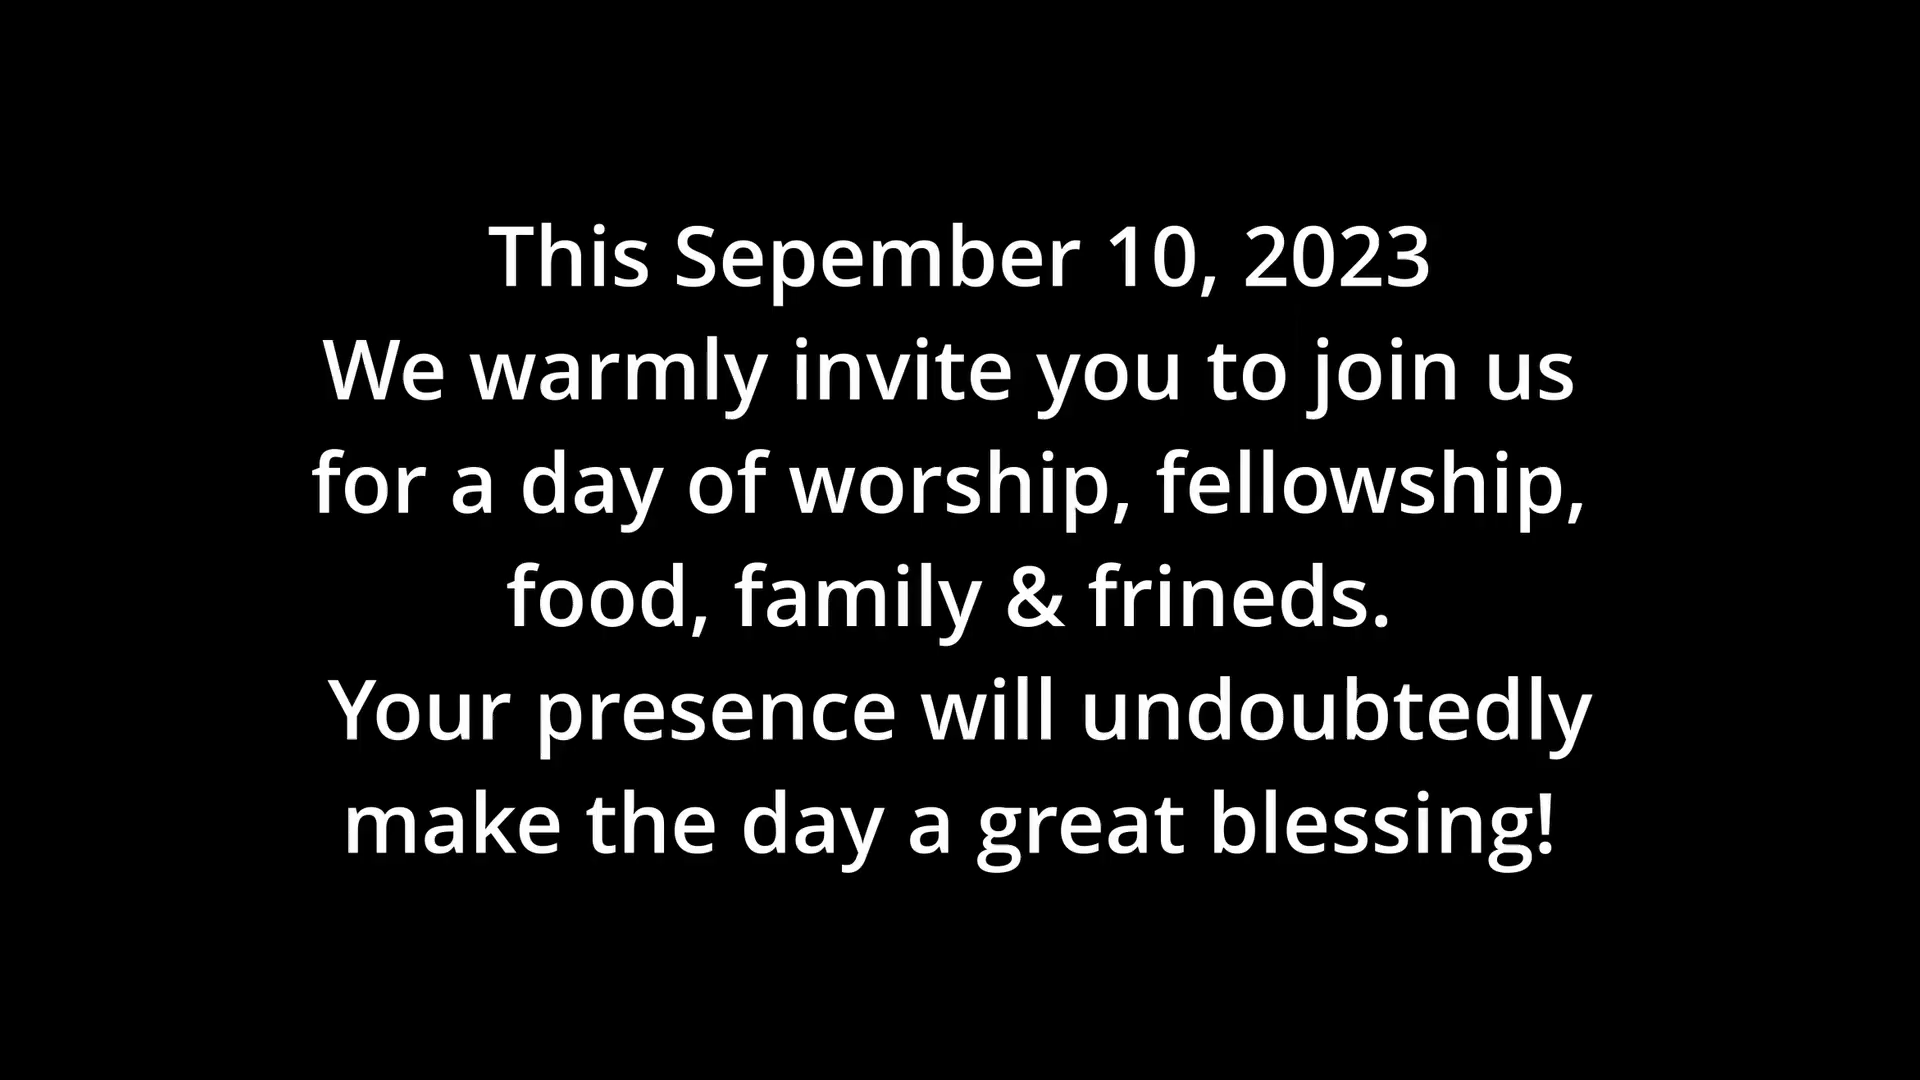 This Sepember 10, 2023
We warmly invite you to join us
for a day of worship, fellowship,
food, family & frineds.
Your presence will undoubtedly
make the day a great blessing!